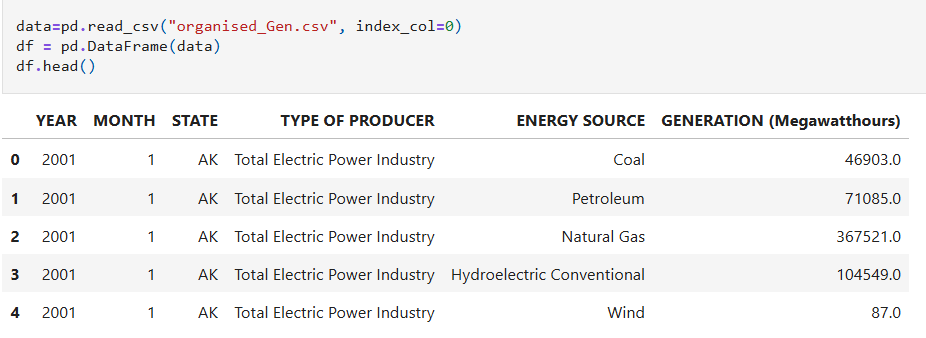 data=pd.read_csv("organised_Gen.csv", index_col=0)
df = pd.DataFrame(data)
df.head()
YEAR MONTH STATE TYPE OF PRODUCER ENERGY SOURCE GENERATION (Megawatthours)
0 2001 1 AK Total Electric Power Industry Coal 46903.0
1 2001 1 AK Total Electric Power Industry Petroleum 71085.0
2 2001 1 AK Total Electric Power Industry Natural Gas 367521.0
3 2001 1 AK Total Electric Power Industry Hydroelectric Conventional 104549.0
4 2001 1 AK Total Electric Power Industry Wind 87.0